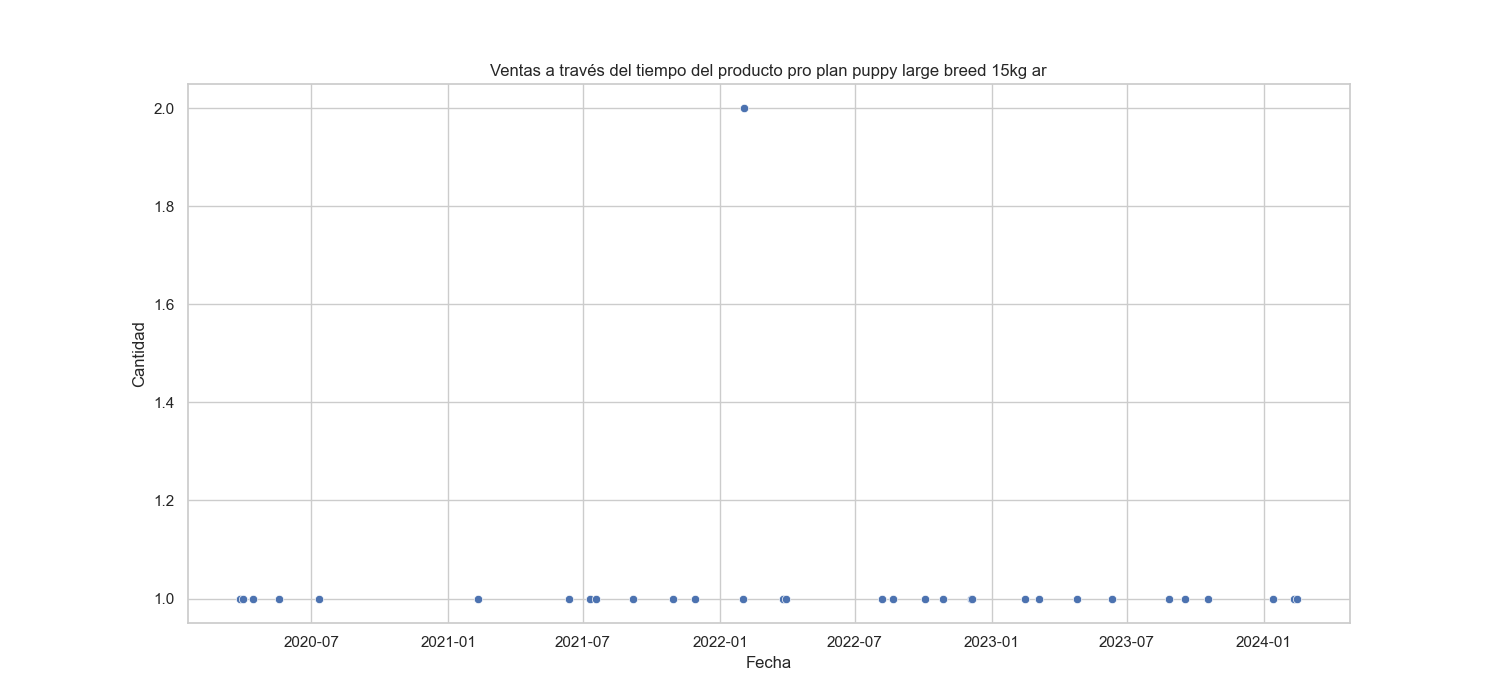 Ventas a través del tiempo del producto pro plan puppy large breed 15kg ar
2.0
1.8
1.6
1.4
1.2
1.0
Cantidad
2020-07 2021-01 2021-07 2022-01 2022-07 2023-01 2023-07 2024-01
Fecha